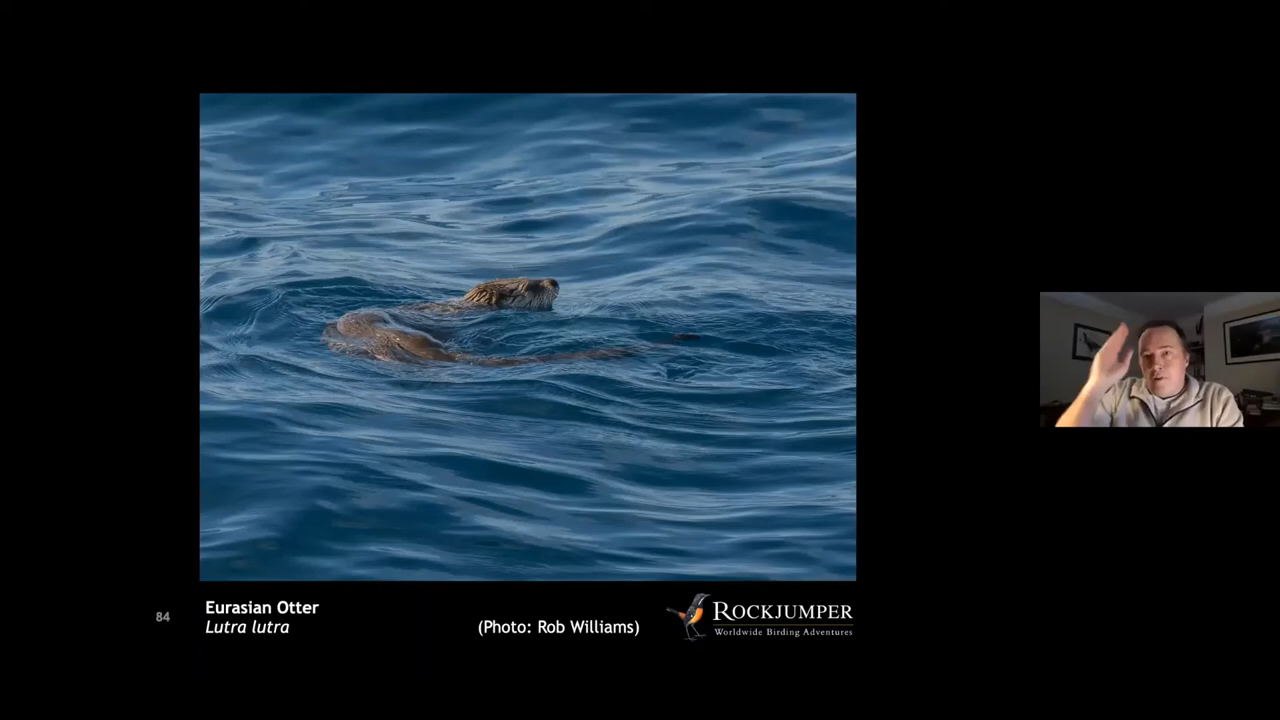 84
Eurasian Otter
Lutra lutra
(Photo: Rob Williams)
ROCKJUMPER
Worldwide Birding Adventures